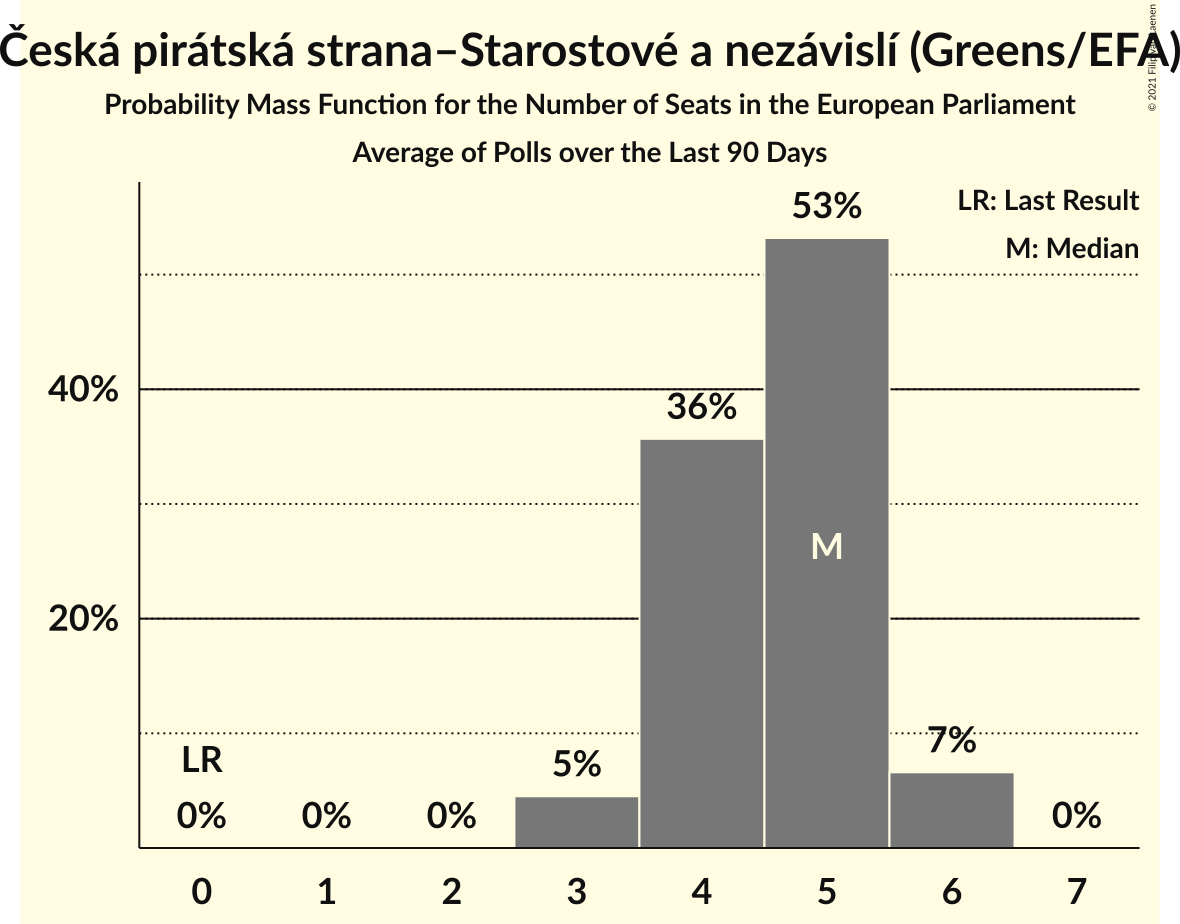 Česká pirátská strana–Starostové a nezávislí (Greens/EFA)
© 2021 Filip
Probability Mass Function for the Number of Seats in the European Parliament
Average of Polls over the Last 90 Days
LR: Last Result
M: Median
53%
40%
36%
M
20%
LR
0%
0%
0%
5%
7%
0%
0
1
2
3
4
5
6
7